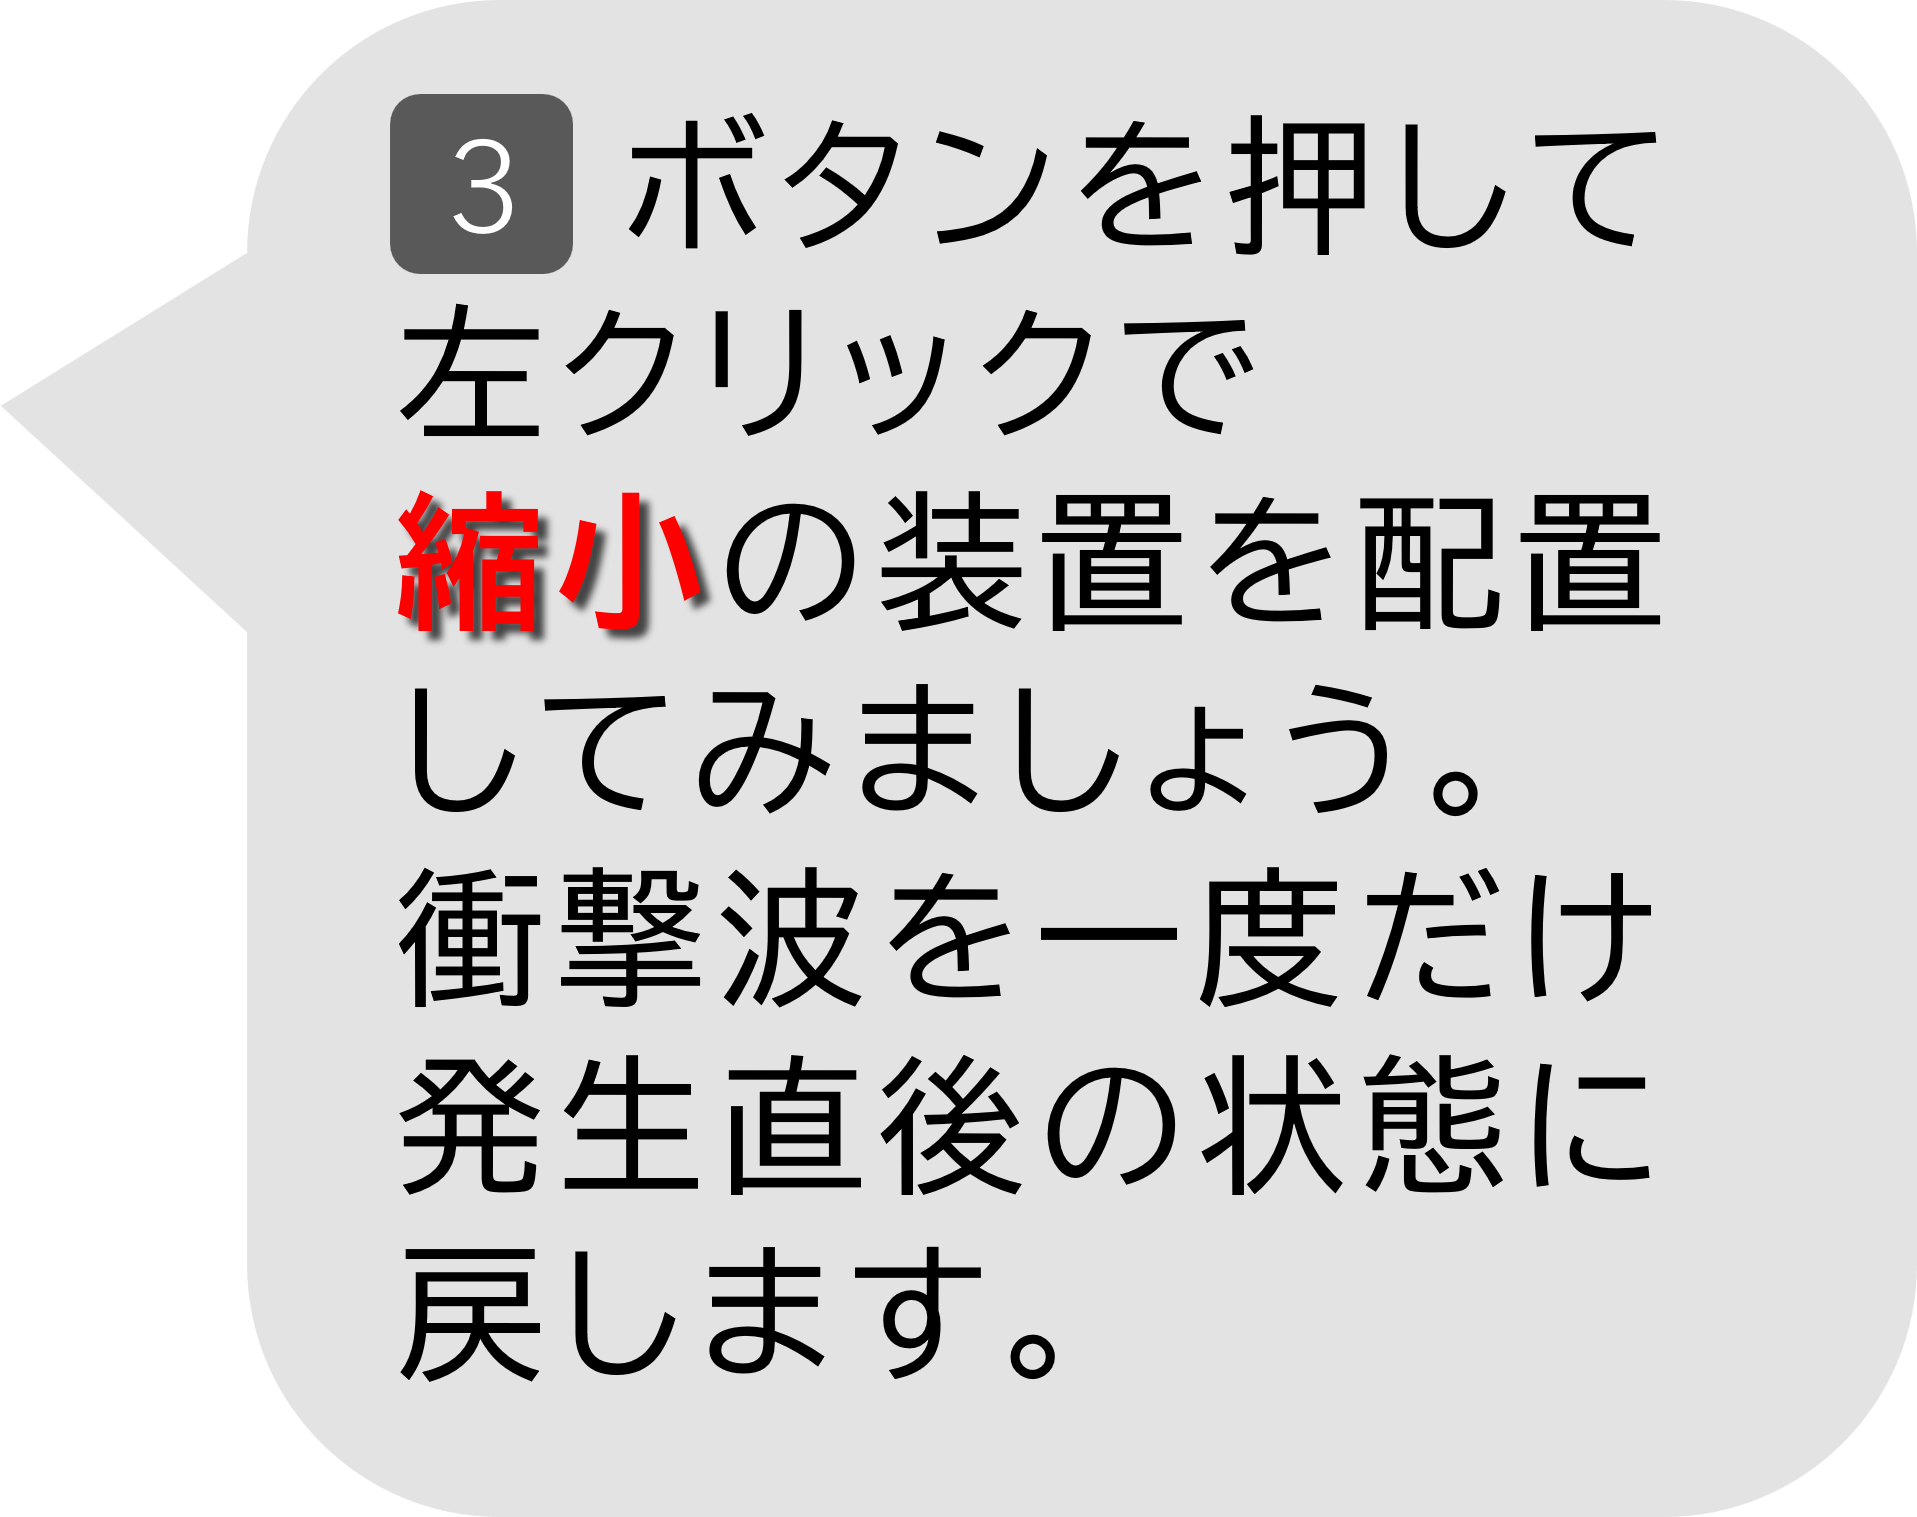 3 ボタンを押して
左クリックで
縮小の装置を配置
してみましょう。
衝撃波を一度だけ
発生直後の状態に
戻します。